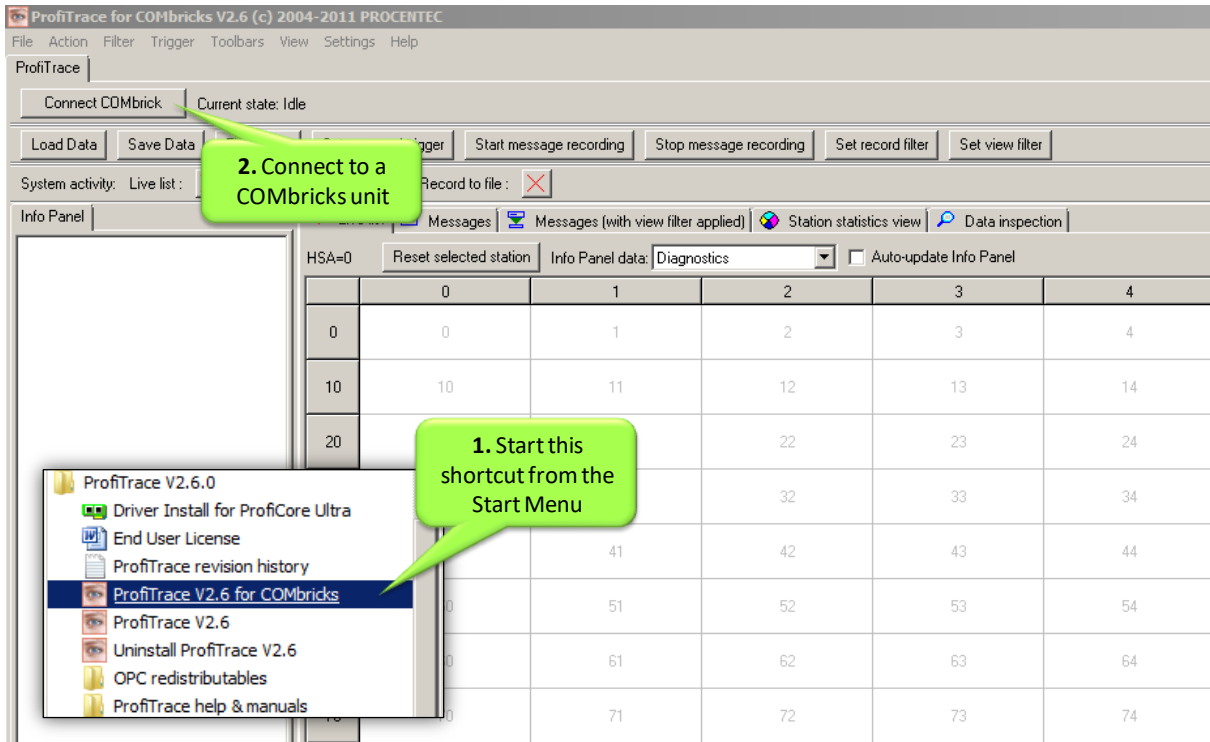 ProfiTrace for COMbricks V2.6 (c) 2004-2011 PROCENTEC
File Action Filter Trigger Toolbars View Settings Help
ProfiTrace
Connect COMbrick Current state: Idle
Load Data Save Data Start message recording Stop message recording Set record filter Set view filter
2. Connect to a
COMbricks unit
System activity: Live list : Record to file :
Info Panel Messages Messages (with view filter applied) Station statistics view Data inspection
HSA=0 Reset selected station Info Panel data: Diagnostics Auto-update Info Panel
0 1 2 3 4
0 0 1 2 3 4
10 10 11 12 13 14
20 22 23 24
1. Start this
shortcut from the
Start Menu
32 33 34
41 42 43 44
51 52 53 54
61 62 63 64
71 72 73 74
ProfiTrace V2.6.0
Driver Install for ProfiCore Ultra
End User License
ProfiTrace revision history
ProfiTrace V2.6 for COMbricks
ProfiTrace V2.6
Uninstall ProfiTrace V2.6
OPC redistributables
ProfiTrace help & manuals